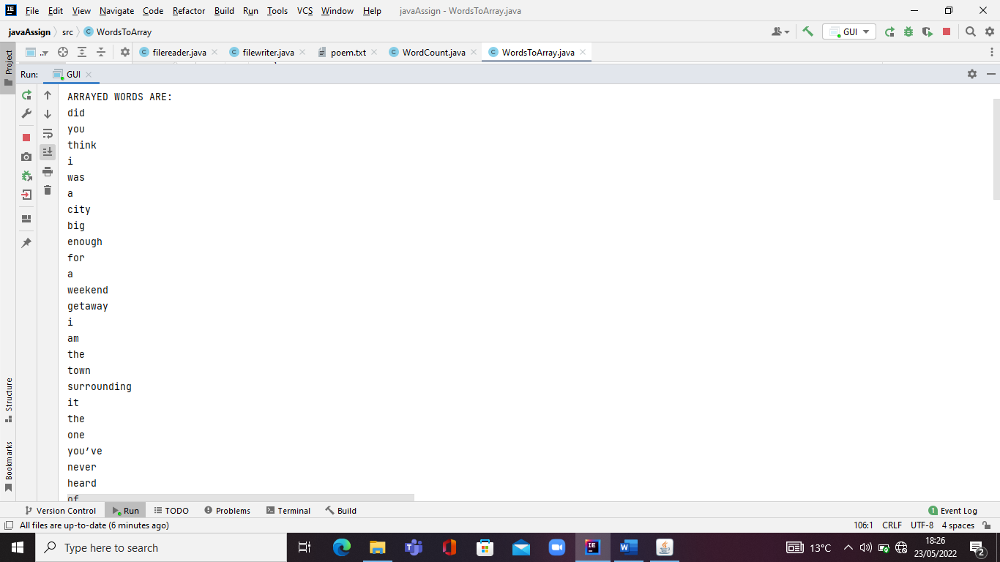 File Edit View Navigate Code Refactor Build Run Tools VCS Window Help javaAssign - WordsToArray.java
javaAssign src WordsToArray GUI
filereader.java filewriter.java poem.txt WordCount.java WordsToArray.java
Project
Run: GUI
ARRAYED WORDS ARE:
did
you
think
i
was
a
city
big
enough
for
a
weekend
getaway
i
am
the
town
surrounding
it
the
one
you’ve
never
heard
of
Structure
Bookmarks
Version Control Run TODO Problems Terminal Build 1 Event Log
All files are up-to-date (6 minutes ago) 106:1 CRLF UTF-8 4 spaces
Type here to search 13°C 18:26
23/05/2022 2